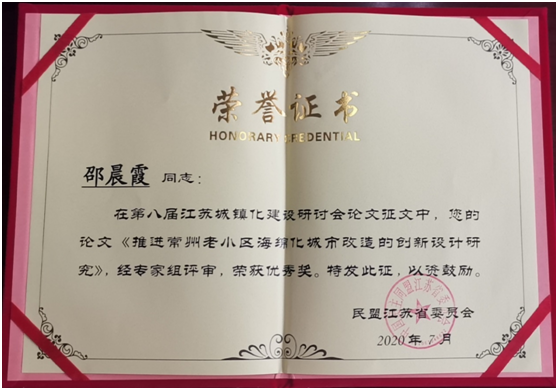 荣誉证书
HONORARY CREDENTIAL
邵晨霞 同志：
在第八届江苏城镇化建设研讨会论文征文中，您的
论文《推进常州老小区海绵化城市改造的创新设计研
究》，经专家组评审，荣获优秀奖。特发此证，以资鼓励。
民盟江苏省委员会
2020年7月